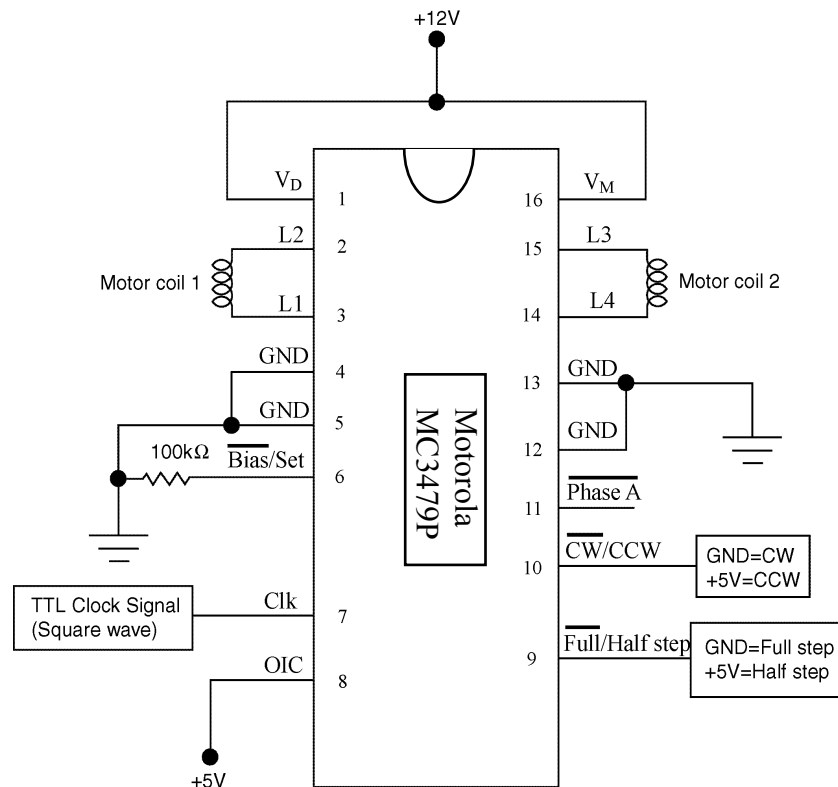 +12V
V_D
1
16
V_M
L2
2
15
L3
Motor coil 1
Motor coil 2
L1
3
14
L4
GND
4
13
GND
GND
5
12
GND
100kΩ
Bias/Set
6
11
Phase A
Motorola
MC3479P
10
CW/CCW
GND=CW
+5V=CCW
TTL Clock Signal
(Square wave)
Clk
7
9
Full/Half step
GND=Full step
+5V=Half step
OIC
8
+5V